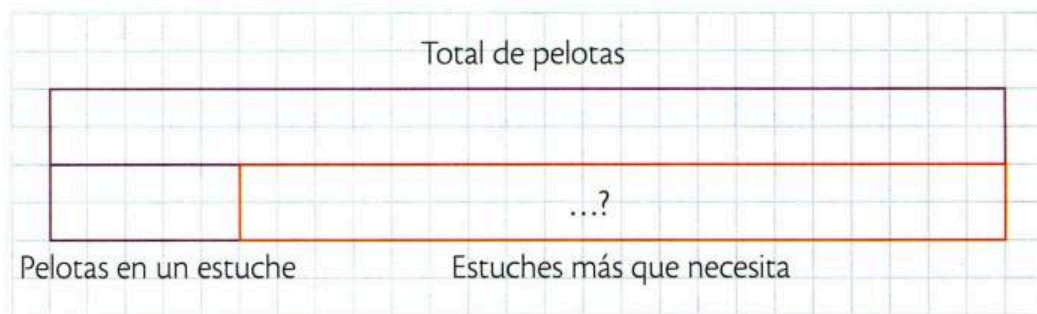 Total de pelotas
...?
Pelotas en un estuche
Estuches más que necesita